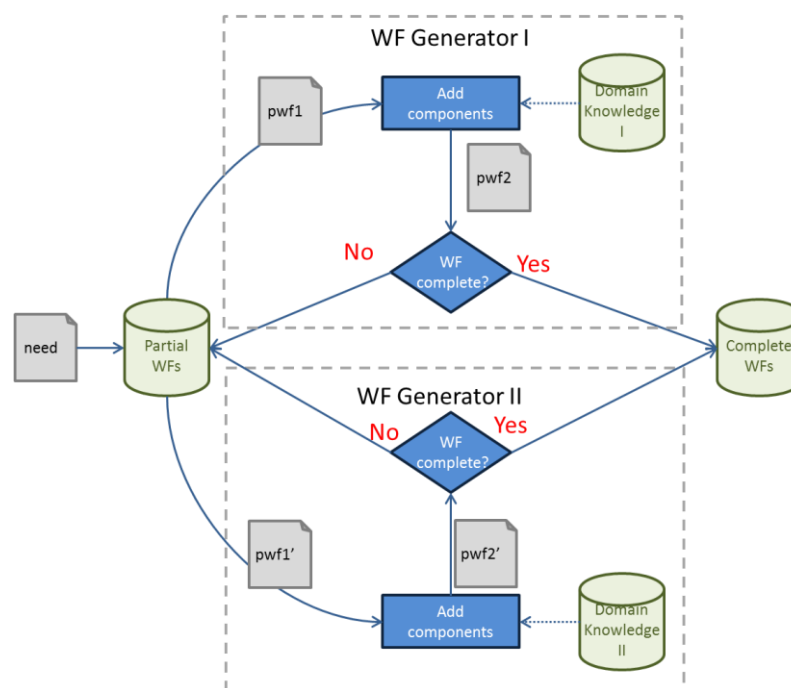 WF Generator I
pwf1
Add
components
Domain
Knowledge
I
pwf2
No
WF
complete?
Yes
need
Partial
WFs
Complete
WFs
WF Generator II
No
WF
complete?
Yes
pwf1'
pwf2'
Add
components
Domain
Knowledge
II